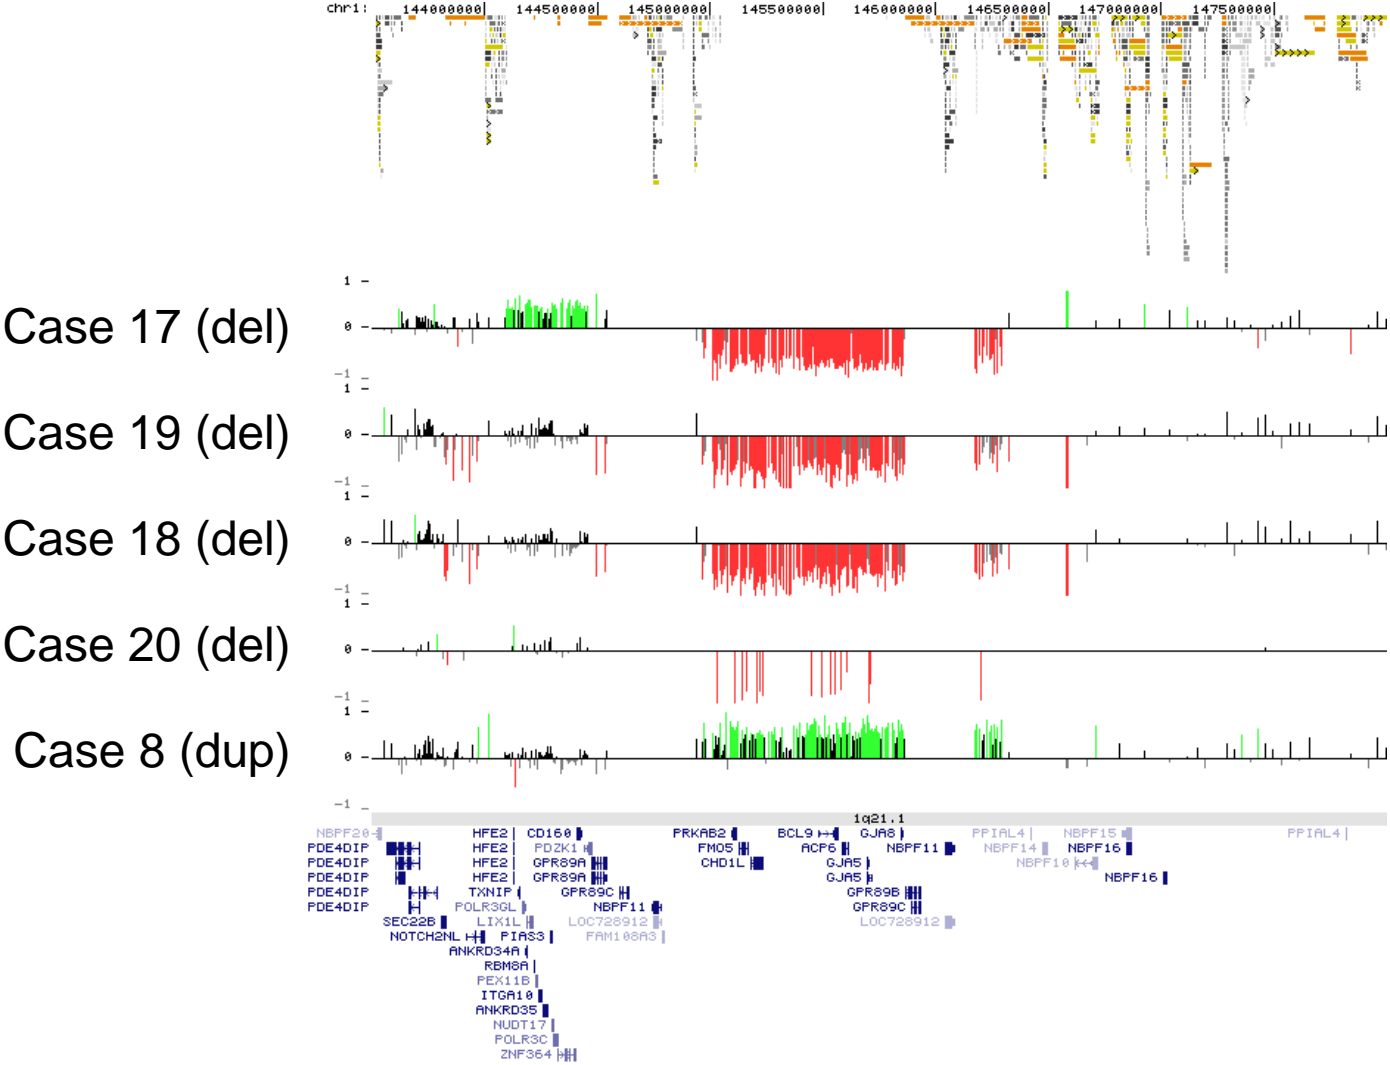 chr1: 144000000| 144500000| 145000000| 145500000| 146000000| 146500000| 147000000| 147500000|
1
Case 17 (del) 0
-1
1
Case 19 (del) 0
-1
1
Case 18 (del) 0
-1
1
Case 20 (del) 0
-1
1
Case 8 (dup) 0
-1
1q21.1
NBPF20 HFE2 CD160 PRKAB2 BCL9 GJA8 PPIAL4 NBPF15 PPIAL4
PDE4DIP HFE2 PDZK1 FMO5 ACP6 NBPF11 NBPF14 NBPF16
PDE4DIP HFE2 GPR89A CHD1L GJA5 NBPF10
PDE4DIP HFE2 GPR89A GJA5 NBPF16
PDE4DIP TXNIP GPR89C GPR89B
PDE4DIP POLR3GL NBPF11 GPR89C
SEC22B LIX1L LOC728912 LOC728912
NOTCH2NL PIAS3 FAM108A3
ANKRD34A
RBM8A
PEX11B
ITGA10
ANKRD35
NUDT17
POLR3C
ZNF364